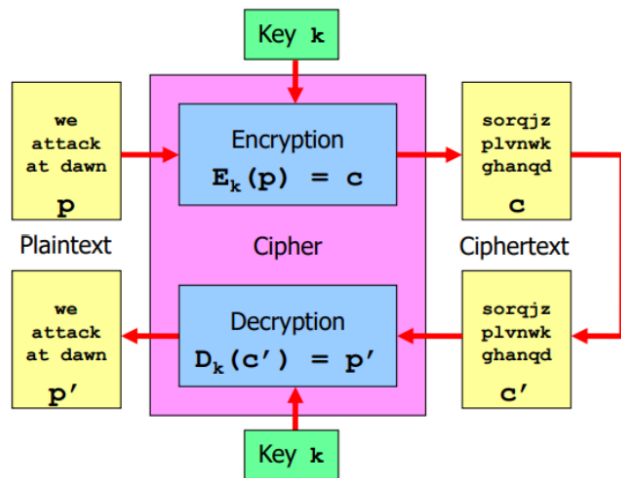 Key k
we
attack
at dawn
p
Encryption
Eₖ(p) = c
sorqjz
plvnwk
ghanqd
c
Plaintext
Cipher
Ciphertext
we
attack
at dawn
p′
Decryption
Dₖ(c′) = p′
sorqjz
plvnwk
ghanqd
c′
Key k